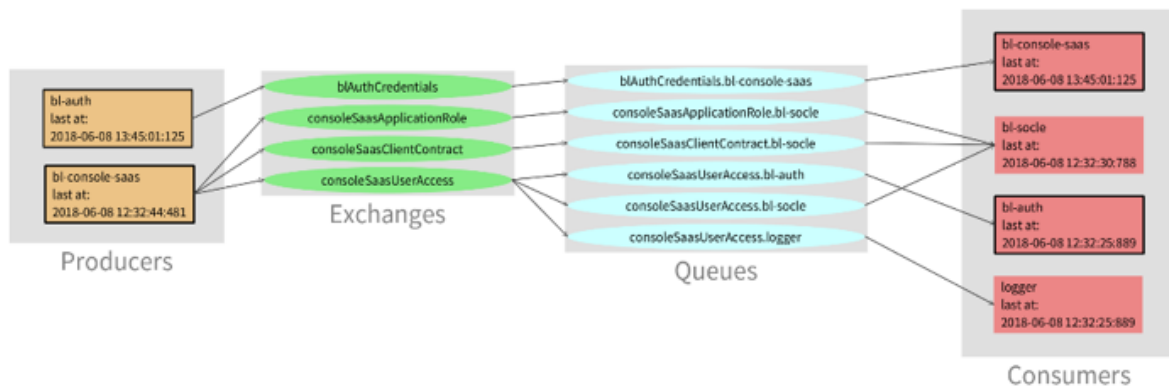 bl-auth
last at:
2018-06-08 13:45:01:125
bl-console-saas
last at:
2018-06-08 12:32:44:481
Producers
blAuthCredentials
consoleSaasApplicationRole
consoleSaasClientContract
consoleSaasUserAccess
Exchanges
blAuthCredentials.bl-console-saas
consoleSaasApplicationRole.bl-socle
consoleSaasClientContract.bl-socle
consoleSaasUserAccess.bl-auth
consoleSaasUserAccess.bl-socle
consoleSaasUserAccess.logger
Queues
bl-console-saas
last at:
2018-06-08 13:45:01:125
bl-socle
last at:
2018-06-08 12:32:30:788
bl-auth
last at:
2018-06-08 12:32:25:889
logger
last at:
2018-06-08 12:32:25:889
Consumers